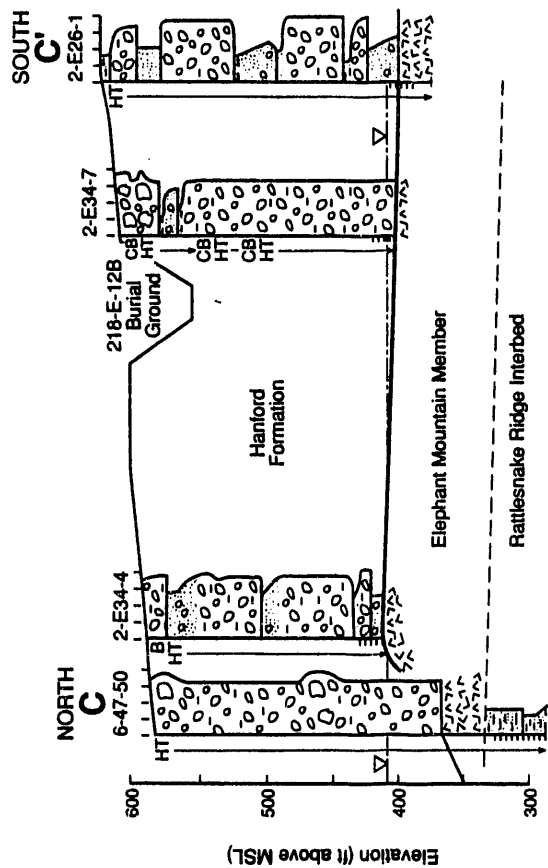 NORTH
C
SOUTH
C'
6-47-50
2-E34-4
218-E-12B
Burial
Ground
2-E34-7
2-E26-1
HT
B
HT
CB
HT
CB
HT
CB
HT
HT
Hanford
Formation
Elephant Mountain Member
Rattlesnake Ridge Interbed
600
500
400
300
Elevation (ft above MSL)